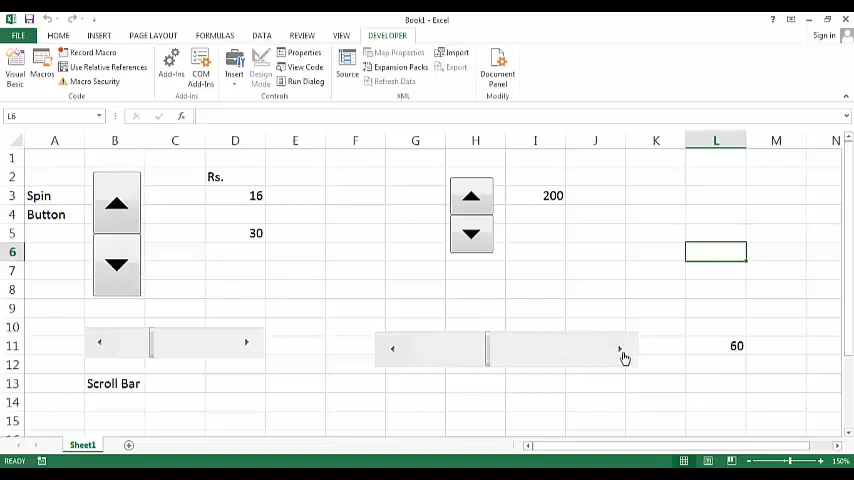 Book1 - Excel
FILE HOME INSERT PAGE LAYOUT FORMULAS DATA REVIEW VIEW DEVELOPER Sign in
Visual Basic
Macros
Record Macro
Use Relative References
Macro Security
Code
Add-Ins
COM Add-Ins
Add-Ins
Insert
Design Mode
Properties
View Code
Run Dialog
Controls
Source
Map Properties
Expansion Packs
Refresh Data
Import
Export
XML
Document Panel
Modify
L6
fx
A B C D E F G H I J K L M N
1
2 Rs.
3 Spin 16 200
4 Button
5 30
6
7
8
9
10
11 60
12
13 Scroll Bar
14
15
Sheet1
READY 150%